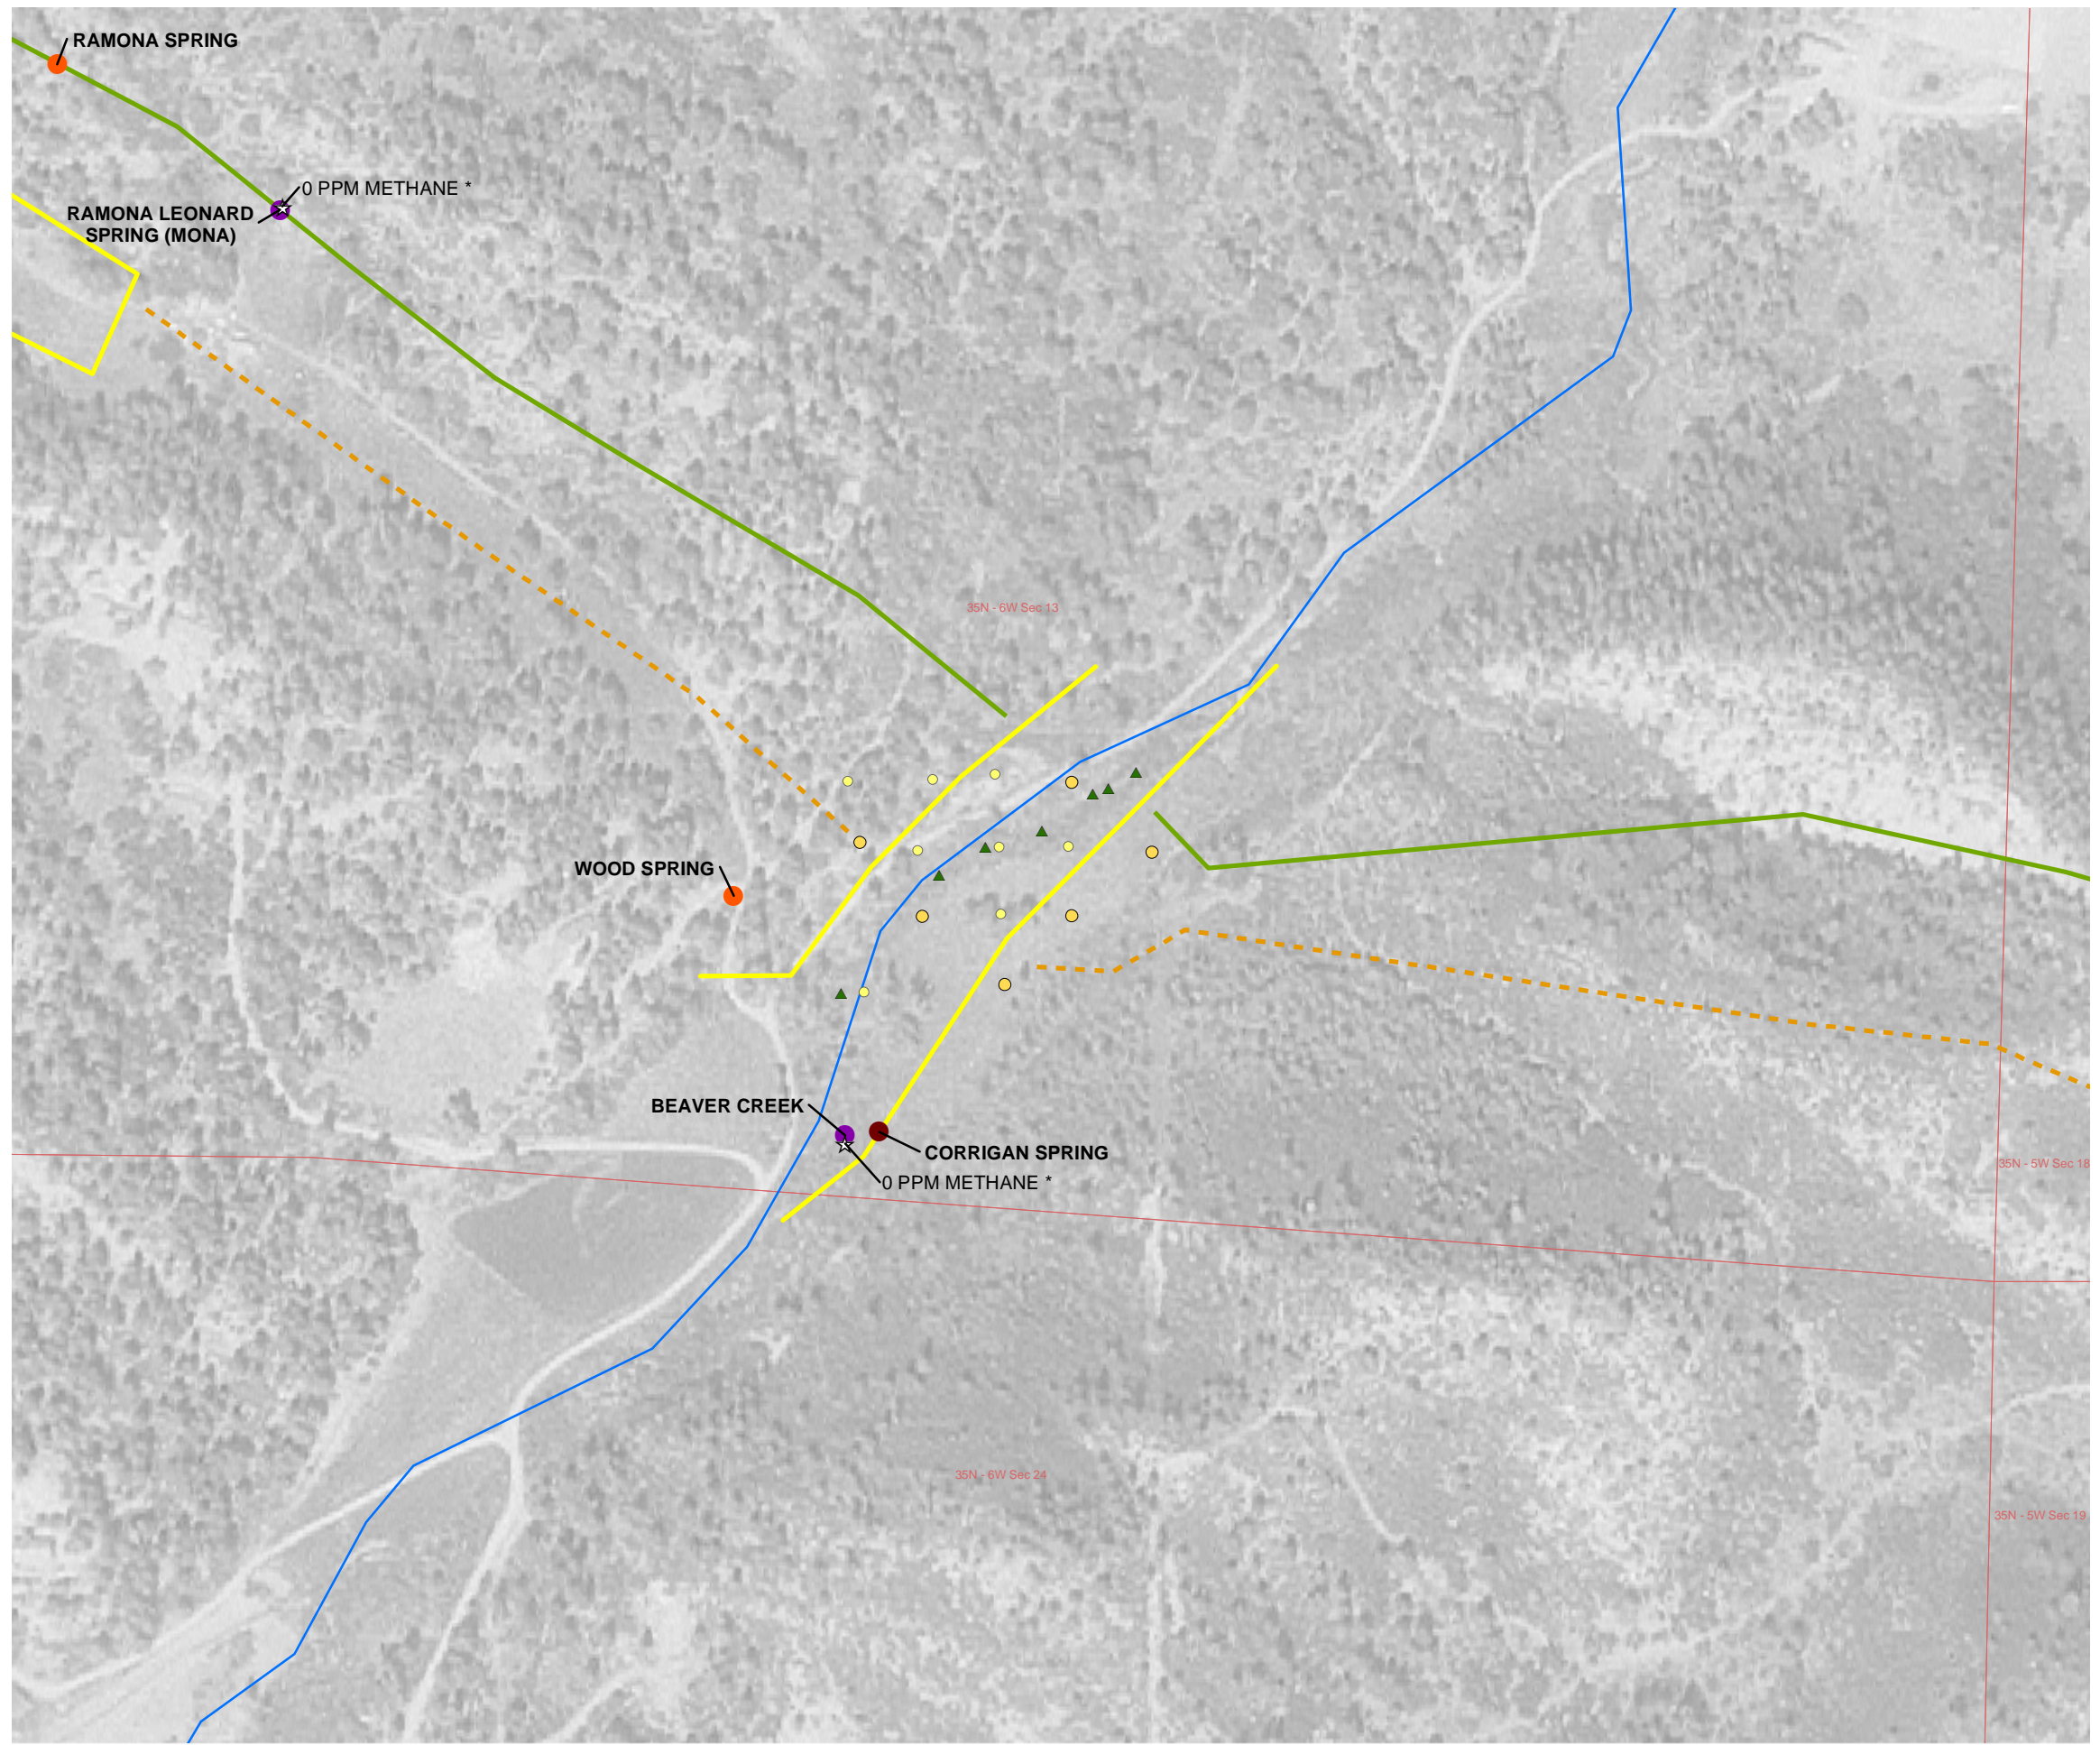 RAMONA SPRING
0 PPM METHANE *
RAMONA LEONARD
SPRING (MONA)
35N - 6W Sec 13
WOOD SPRING
BEAVER CREEK
CORRIGAN SPRING
35N - 5W Sec 18
0 PPM METHANE *
35N - 6W Sec 24
35N - 5W Sec 19